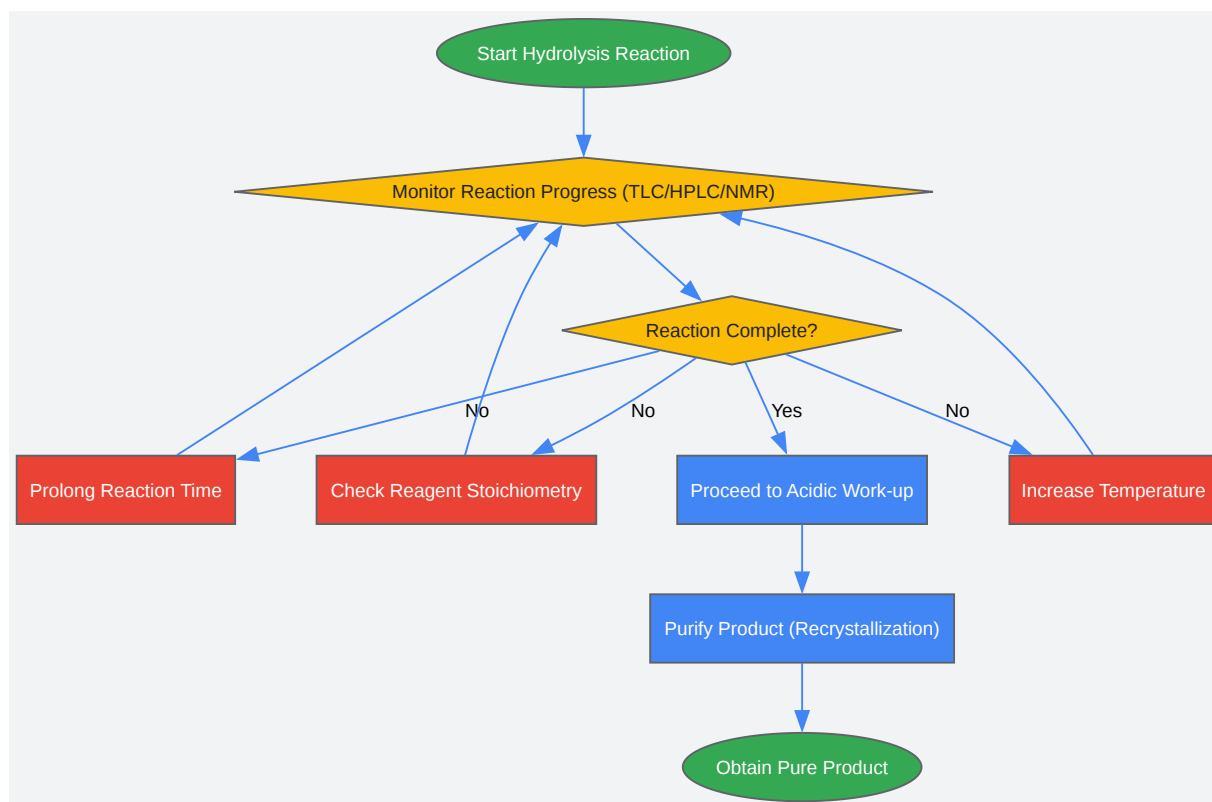 Start Hydrolysis Reaction
Monitor Reaction Progress (TLC/HPLC/NMR)
Reaction Complete?
No
No
Yes
No
Prolong Reaction Time
Check Reagent Stoichiometry
Proceed to Acidic Work-up
Increase Temperature
Purify Product (Recrystallization)
Obtain Pure Product